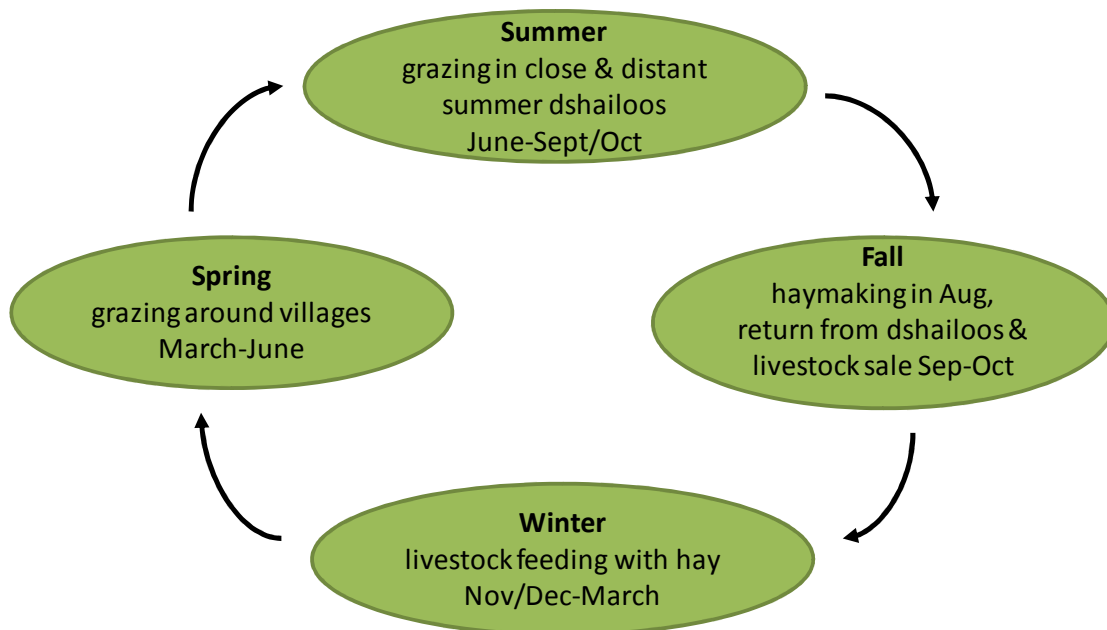 Summer
grazing in close & distant
summer dshailoos
June-Sept/Oct
Spring
grazing around villages
March-June
Fall
haymaking in Aug,
return from dshailoos &
livestock sale Sep-Oct
Winter
livestock feeding with hay
Nov/Dec-March